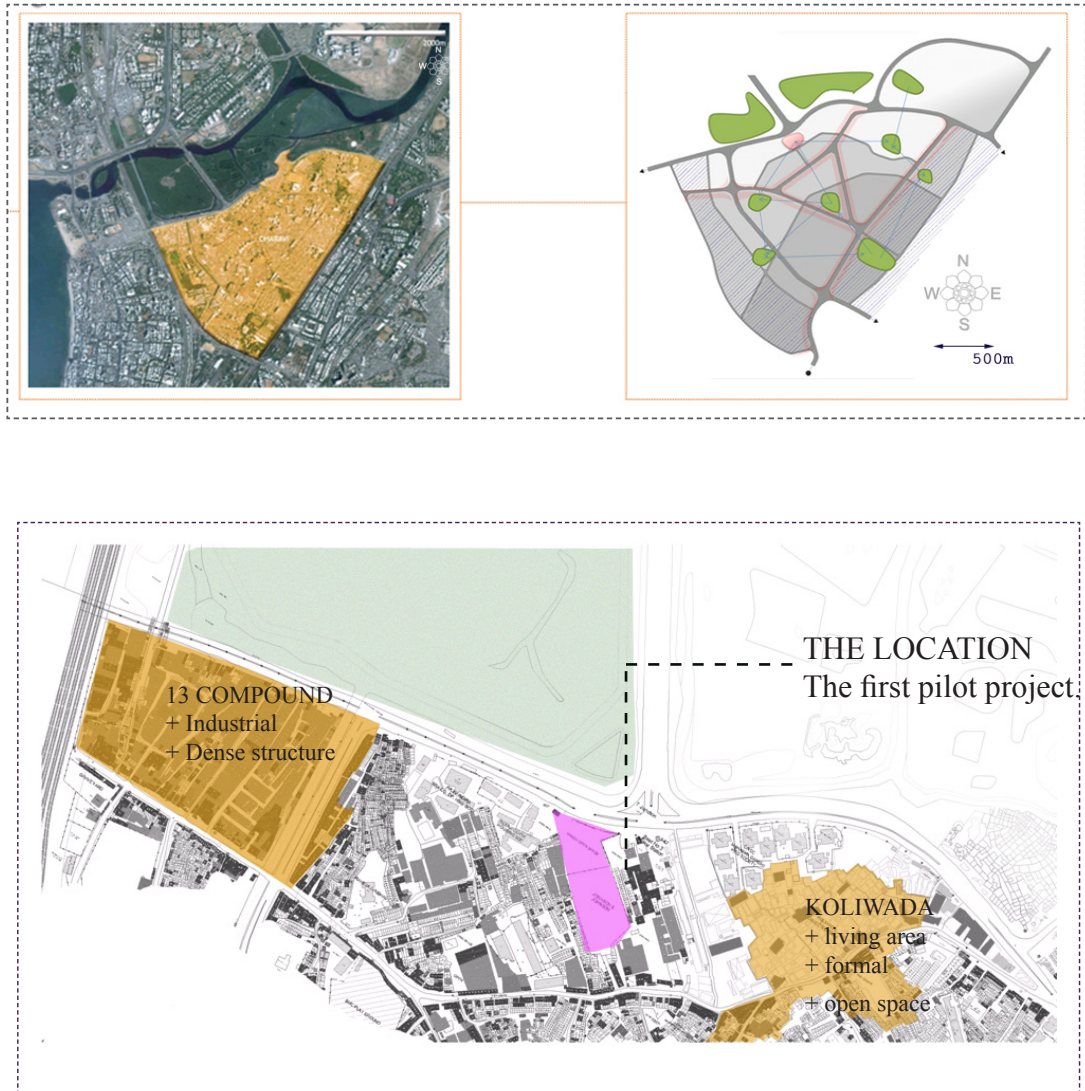 2000m
N
W
S
DHARAVI
N
W E
S
500m
THE LOCATION
The first pilot project.
13 COMPOUND
+ Industrial
+ Dense structure
KOLIWADA
+ living area
+ formal
+ open space